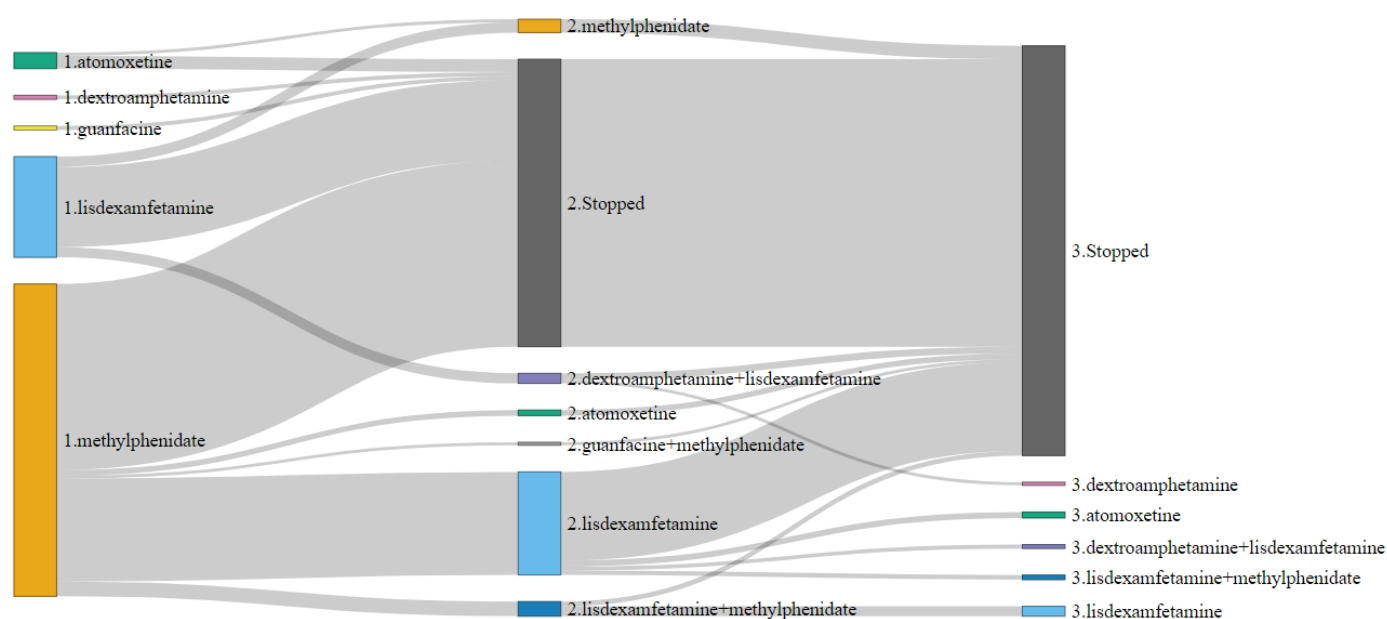 1.atomoxetine
1.dextroamphetamine
1.guanfacine
1.lisdexamfetamine
1.methylphenidate
2.methylphenidate
2.Stopped
2.dextroamphetamine+lisdexamfetamine
2.atomoxetine
2.guanfacine+methylphenidate
2.lisdexamfetamine
2.lisdexamfetamine+methylphenidate
3.Stopped
3.dextroamphetamine
3.atomoxetine
3.dextroamphetamine+lisdexamfetamine
3.lisdexamfetamine+methylphenidate
3.lisdexamfetamine